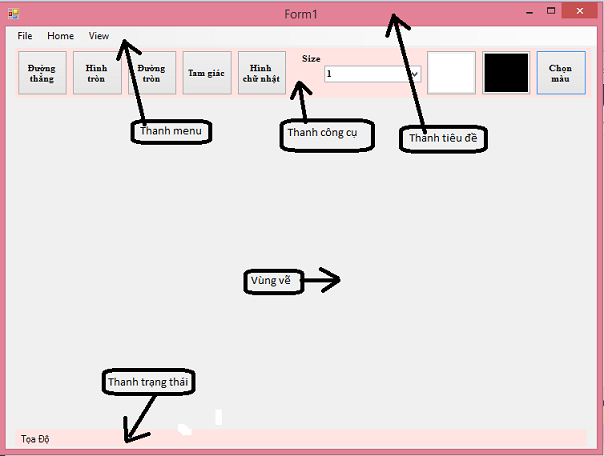 Form1
File Home View
Đường thẳng
Hình tròn
Đường tròn
Tam giác
Hình chữ nhật
Size
1
Chọn màu
Thanh menu
Thanh công cụ
Thanh tiêu đề
Vùng vẽ
Thanh trạng thái
Tọa Độ